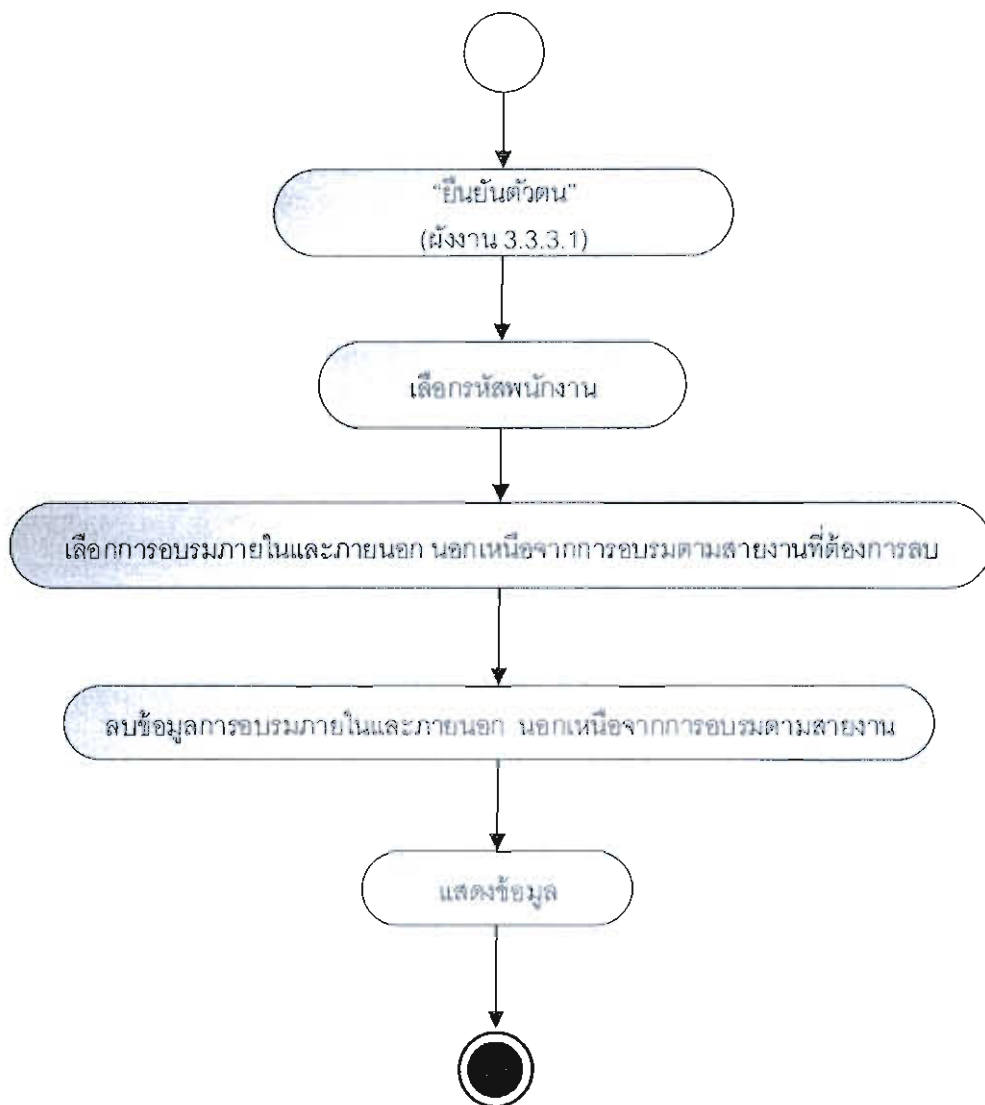 “ยืนยันตัวตน”
(ผังงาน 3.3.3.1)
เลือกรหัสพนักงาน
เลือกการอบรมภายในและภายนอก นอกเหนือจากการอบรมตามสายงานที่ต้องการลบ
ลบข้อมูลการอบรมภายในและภายนอก นอกเหนือจากการอบรมตามสายงาน
แสดงข้อมูล